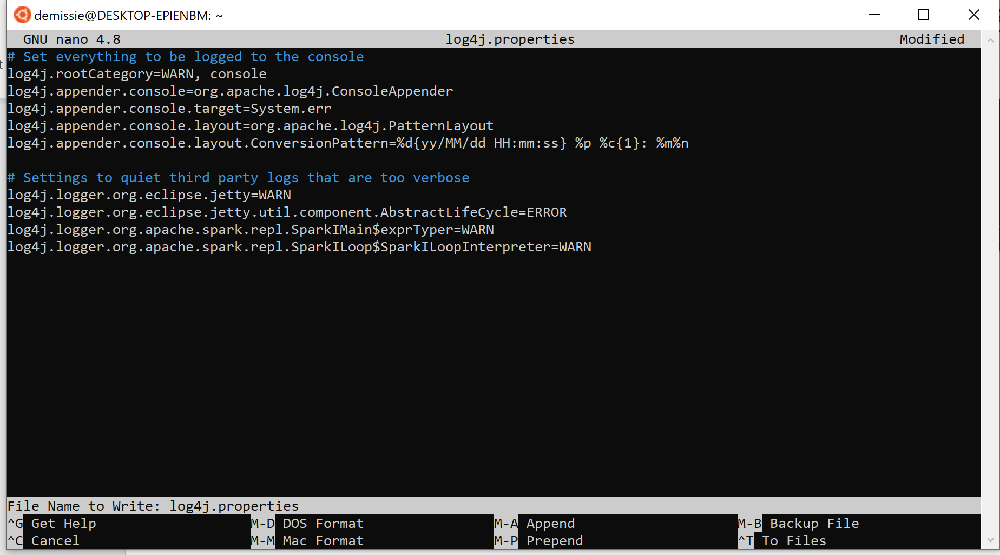 demissie@DESKTOP-EPIENBM: ~
GNU nano 4.8 log4j.properties Modified
# Set everything to be logged to the console
log4j.rootCategory=WARN, console
log4j.appender.console=org.apache.log4j.ConsoleAppender
log4j.appender.console.target=System.err
log4j.appender.console.layout=org.apache.log4j.PatternLayout
log4j.appender.console.layout.ConversionPattern=%d{yy/MM/dd HH:mm:ss} %p %c{1}: %m%n
# Settings to quiet third party logs that are too verbose
log4j.logger.org.eclipse.jetty=WARN
log4j.logger.org.eclipse.jetty.util.component.AbstractLifeCycle=ERROR
log4j.logger.org.apache.spark.repl.SparkIMain$exprTyper=WARN
log4j.logger.org.apache.spark.repl.SparkILoop$SparkILoopInterpreter=WARN
File Name to Write: log4j.properties
^G Get Help M-D DOS Format M-A Append M-B Backup File
^C Cancel M-M Mac Format M-P Prepend ^T To Files